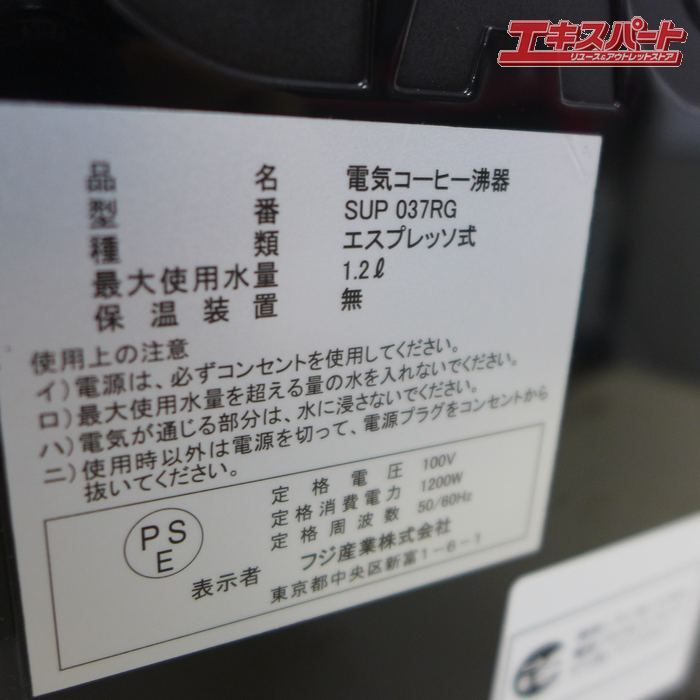 エキスパート
リユース&アウトレットストア
品名 電気コーヒー沸器
型番 SUP 037RG
種類 エスプレッソ式
最大使用水量 1.2ℓ
保温装置 無
使用上の注意
イ）電源は、必ずコンセントを使用してください。
ロ）最大使用水量を超える量の水を入れないでください。
ハ）電気が通じる部分は、水に浸さないでください。
ニ）使用時以外は電源を切って、電源プラグをコンセントから
抜いてください。
PS
E
定格電圧 100V
定格消費電力 1200W
定格周波数 50/60Hz
表示者 フジ産業株式会社
東京都中央区新富1-6-1